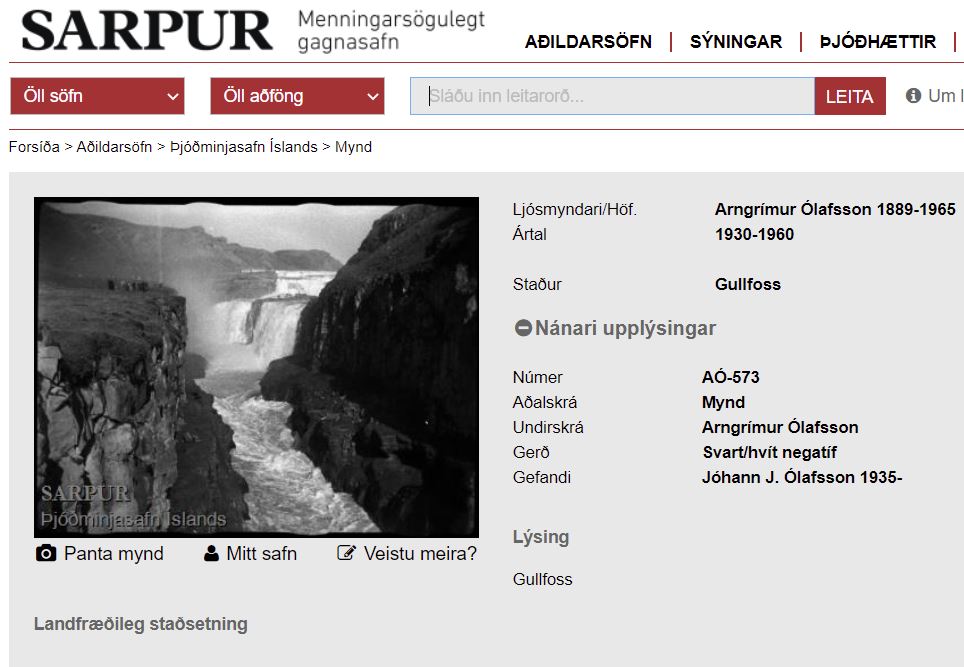 SARPUR
Menningarsögulegt
gagnasafn
AÐILDARSÖFN | SÝNINGAR | ÞJÓÐHÆTTIR |
Öll söfn
Öll aðföng
Sláðu inn leitarorð...
LEITA
Um
Forsíða > Aðildarsöfn > Þjóðminjasafn Íslands > Mynd
SARPUR
Þjóðminjasafn Íslands
Panta mynd
Mitt safn
Veistu meira?
Landfræðileg staðsetning
Ljósmyndari/Höf. Arngrímur Ólafsson 1889-1965
Ártal 1930-1960
Staður Gullfoss
Nánari upplýsingar
Númer AÓ-573
Aðalskrá Mynd
Undirskrá Arngrímur Ólafsson
Gerð Svart/hvít negatíf
Gefandi Jóhann J. Ólafsson 1935-
Lýsing
Gullfoss